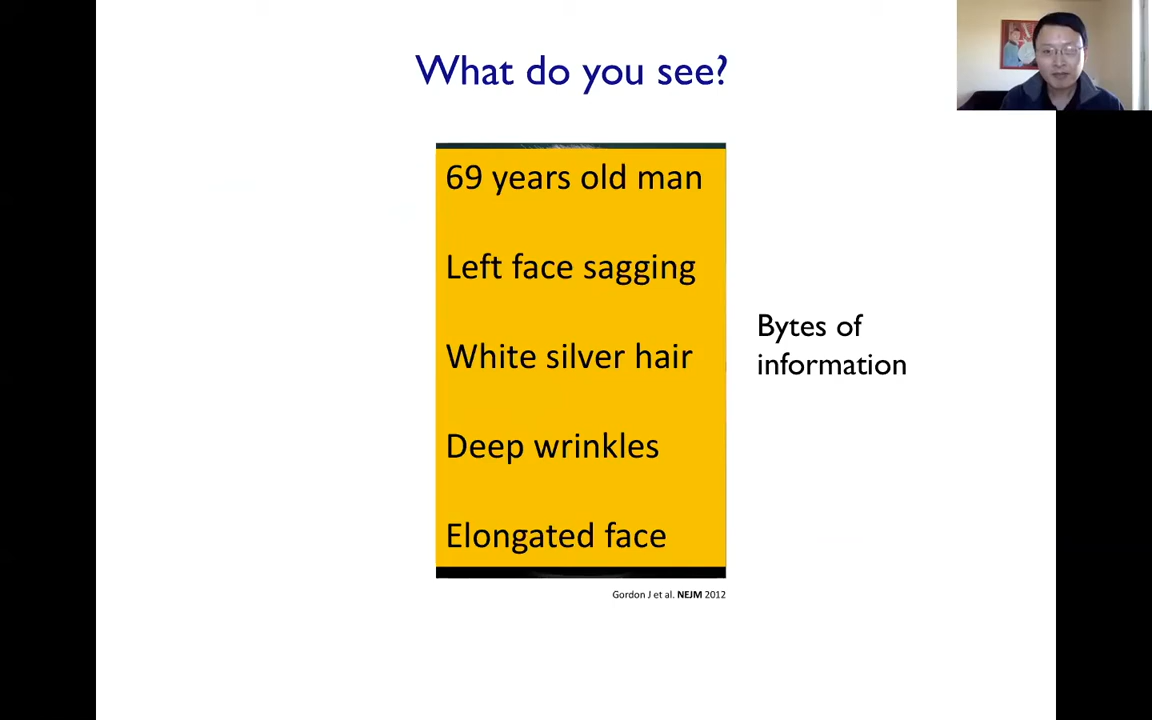 What do you see?
69 years old man
Left face sagging
White silver hair
Deep wrinkles
Elongated face
Bytes of
information
Gordon J et al. NEJM 2012